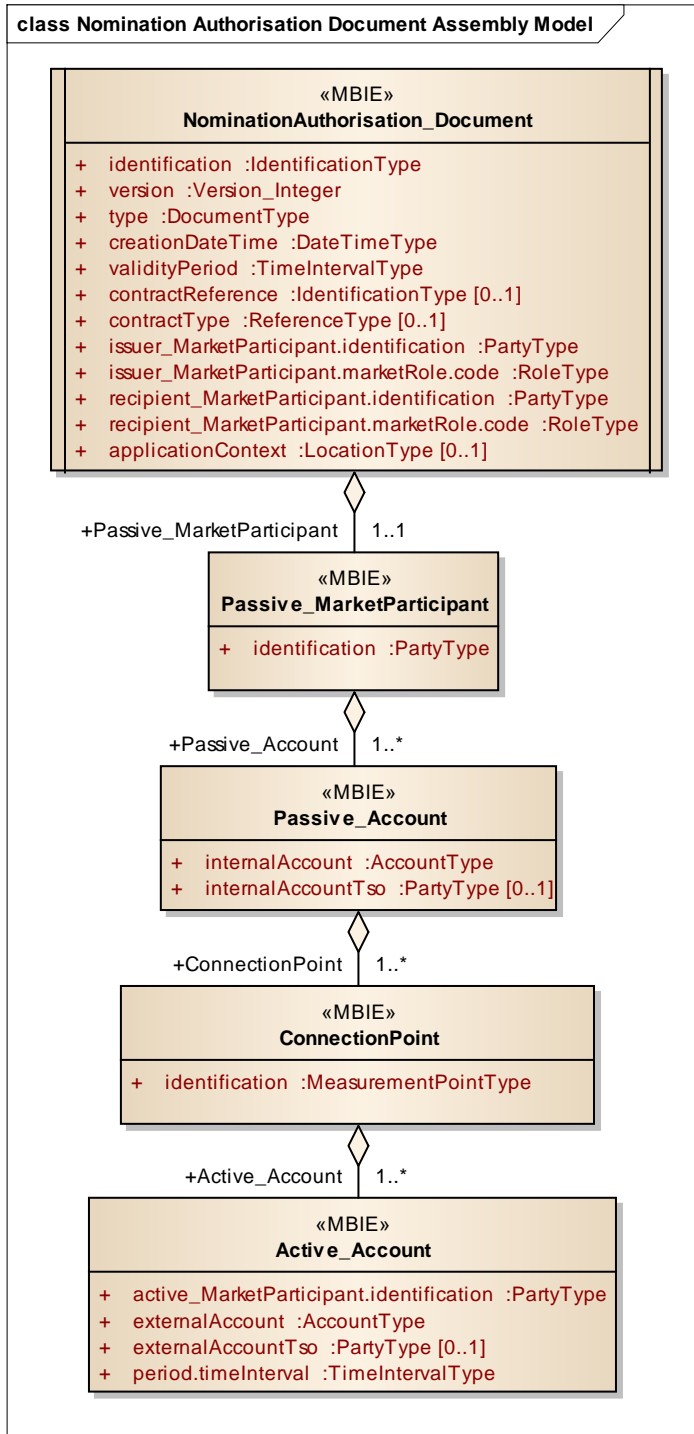 class Nomination Authorisation Document Assembly Model
«MBIE»
NominationAuthorisation_Document
+ identification :IdentificationType
+ version :Version_Integer
+ type :DocumentType
+ creationDateTime :DateTimeType
+ validityPeriod :TimeIntervalType
+ contractReference :IdentificationType [0..1]
+ contractType :ReferenceType [0..1]
+ issuer_MarketParticipant.identification :PartyType
+ issuer_MarketParticipant.marketRole.code :RoleType
+ recipient_MarketParticipant.identification :PartyType
+ recipient_MarketParticipant.marketRole.code :RoleType
+ applicationContext :LocationType [0..1]
+Passive_MarketParticipant 1..1
«MBIE»
Passive_MarketParticipant
+ identification :PartyType
+Passive_Account 1..*
«MBIE»
Passive_Account
+ internalAccount :AccountType
+ internalAccountTso :PartyType [0..1]
+ConnectionPoint 1..*
«MBIE»
ConnectionPoint
+ identification :MeasurementPointType
+Active_Account 1..*
«MBIE»
Active_Account
+ active_MarketParticipant.identification :PartyType
+ externalAccount :AccountType
+ externalAccountTso :PartyType [0..1]
+ period.timeInterval :TimeIntervalType